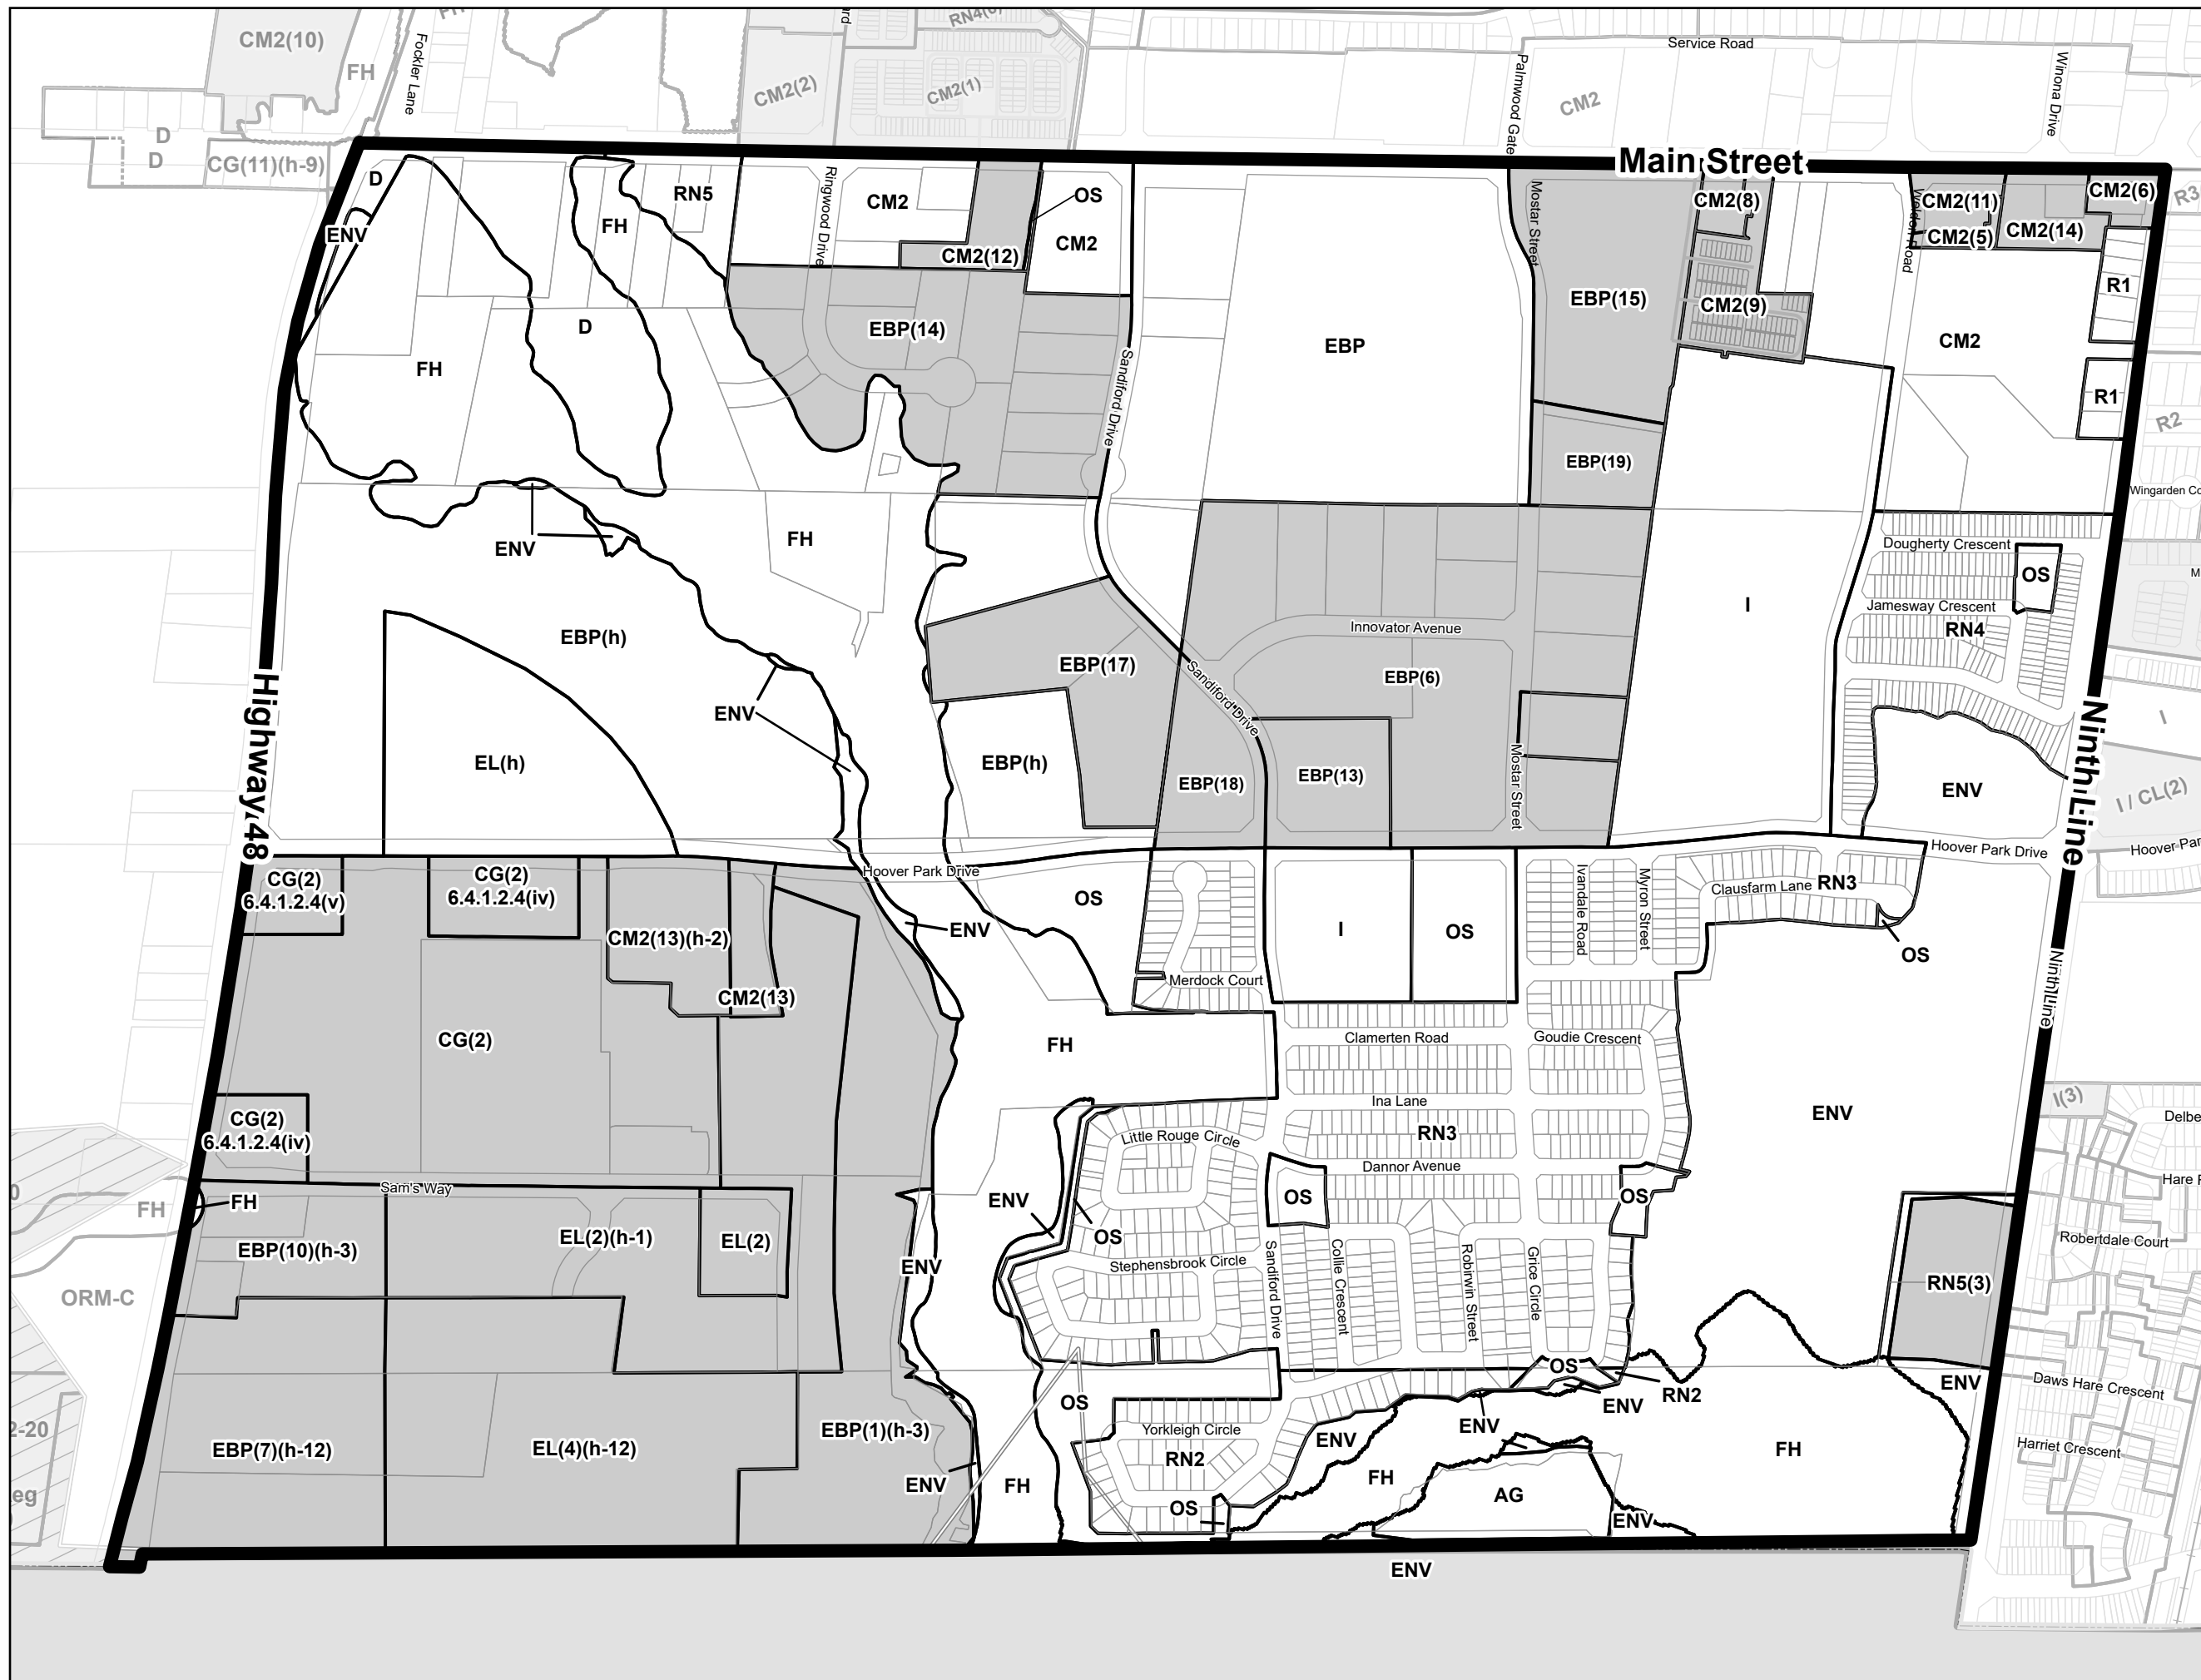 CM2(10)
FH
Fockler Lane
FH
RN4(6)
CM2(2)
CM2(1)
Service Road
Palmwood Gate
CM2
Winona Drive
D
D
CG(11)(h-9)
Main Street
R3
D
ENV
FH
RN5
Ringwood Drive
CM2
OS
CM2
CM2(12)
Mostar Street
CM2(8)
CM2(11)
CM2(5)
CM2(14)
CM2(6)
R1
EBP(15)
CM2(9)
D
EBP(14)
EBP
CM2
FH
Sandiford Drive
R1
R2
EBP(19)
Wingarden Co
ENV
FH
Dougherty Crescent
OS
Jamesway Crescent
RN4
I
EBP(h)
Innovator Avenue
EBP(17)
EBP(6)
Sandiford Drive
Highway 48
ENV
EL(h)
EBP(h)
EBP(18)
EBP(13)
Mostar Street
ENV
Ninth Line
I
I / CL(2)
Hoover Park Drive
Hoover Par
CG(2)
6.4.1.2.4(v)
CG(2)
6.4.1.2.4(iv)
Hoover Park Drive
OS
ENV
I
OS
Ivandale Road
Myron Street
Clausfarm Lane
RN3
OS
CM2(13)(h-2)
CM2(13)
Merdock Court
Ninth Line
CG(2)
FH
Clamerten Road
Goudie Crescent
Ina Lane
ENV
I(3)
Delbe
CG(2)
6.4.1.2.4(iv)
Little Rouge Circle
RN3
Dannor Avenue
Sam's Way
FH
FH
ENV
OS
OS
OS
Hare
EBP(10)(h-3)
EL(2)(h-1)
EL(2)
ENV
Stephensbrook Circle
Sandiford Drive
Collie Crescent
Robirwin Street
Grice Circle
Robertdale Court
RN5(3)
ORM-C
OS
OS
ENV
RN2
ENV
Daws Hare Crescent
2-20
EBP(7)(h-12)
EL(4)(h-12)
EBP(1)(h-3)
Yorkleigh Circle
RN2
ENV
ENV
FH
Harriet Crescent
eg
ENV
FH
OS
FH
AG
ENV
ENV